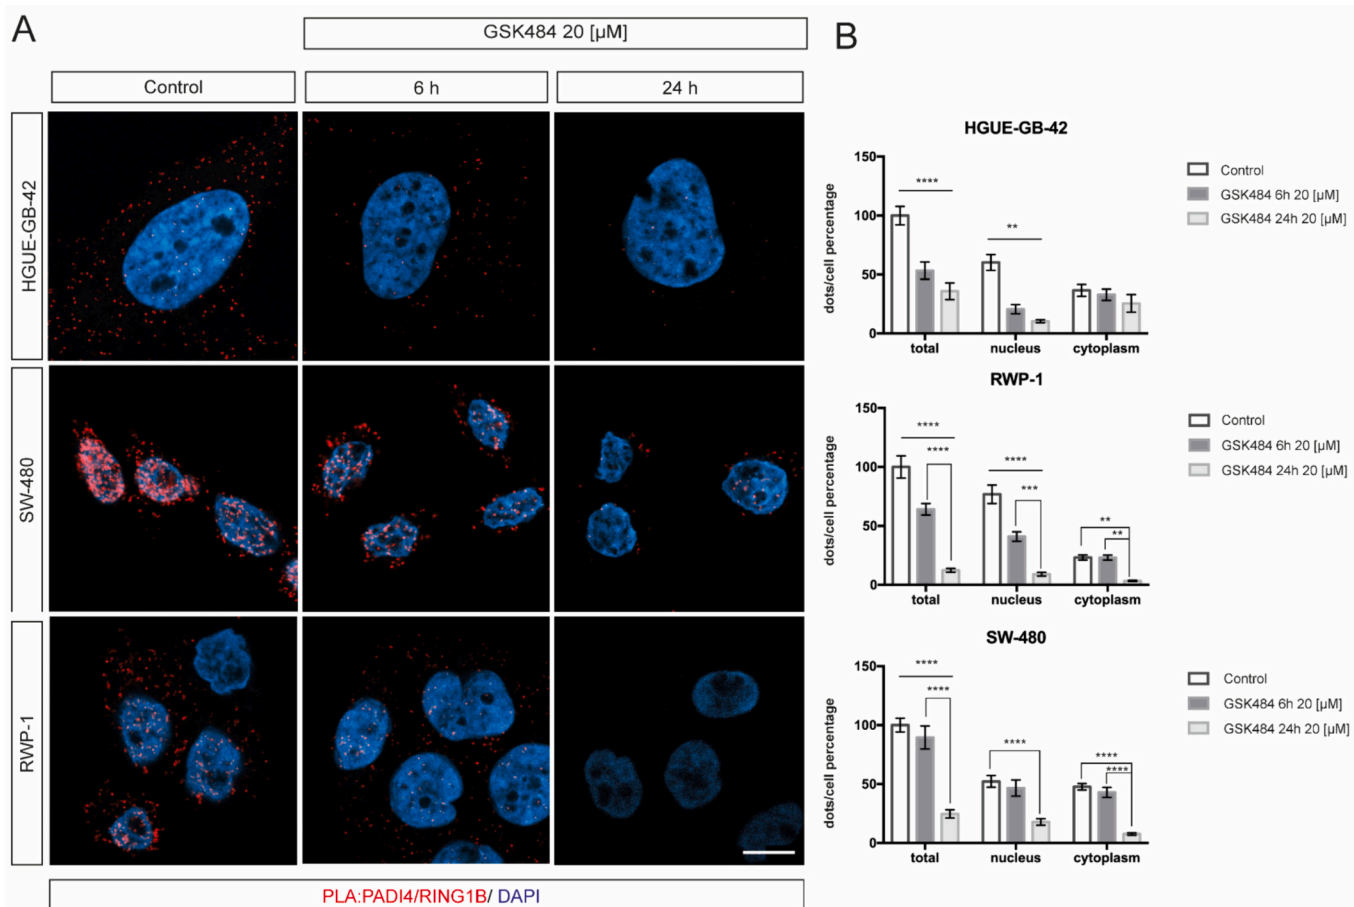 A
GSK484 20 [µM]
Control
6 h
24 h
HGUE-GB-42
SW-480
RWP-1
PLA:PADI4/RING1B/ DAPI
B
HGUE-GB-42
dots/cell percentage
150
100
50
0
****
**
total
nucleus
cytoplasm
Control
GSK484 6h 20 [µM]
GSK484 24h 20 [µM]
RWP-1
dots/cell percentage
150
100
50
0
****
****
****
***
**
**
total
nucleus
cytoplasm
Control
GSK484 6h 20 [µM]
GSK484 24h 20 [µM]
SW-480
dots/cell percentage
150
100
50
0
****
****
****
****
****
total
nucleus
cytoplasm
Control
GSK484 6h 20 [µM]
GSK484 24h 20 [µM]